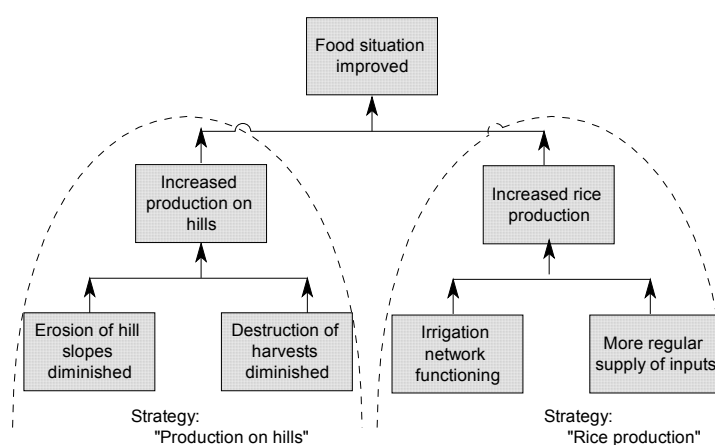 Food situation
improved
Increased
production on
hills
Increased rice
production
Erosion of hill
slopes
diminished
Destruction of
harvests
diminished
Irrigation
network
functioning
More regular
supply of inputs
Strategy:
"Production on hills"
Strategy:
"Rice production"